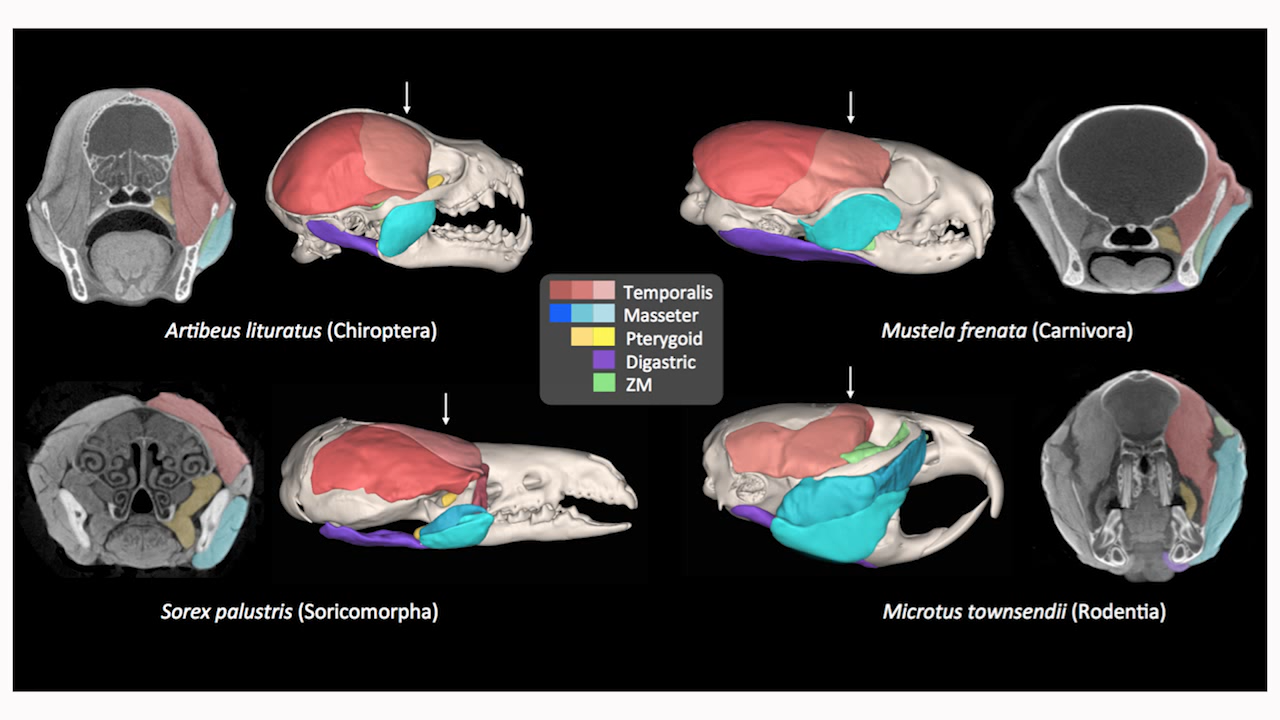 Artibeus lituratus (Chiroptera)
Mustela frenata (Carnivora)
Temporalis
Masseter
Pterygoid
Digastric
ZM
Sorex palustris (Soricomorpha)
Microtus townsendii (Rodentia)